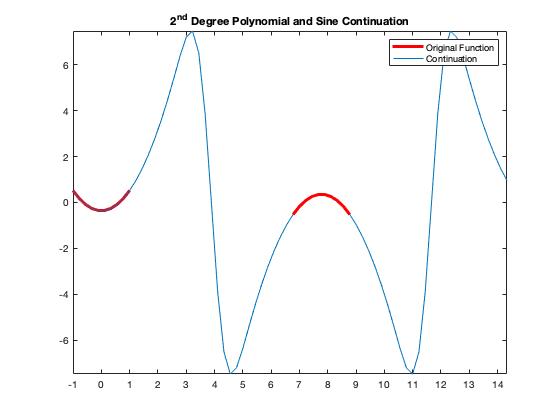 2nd Degree Polynomial and Sine Continuation
Original Function
Continuation
6
4
2
0
-2
-4
-6
-1 0 1 2 3 4 5 6 7 8 9 10 11 12 13 14